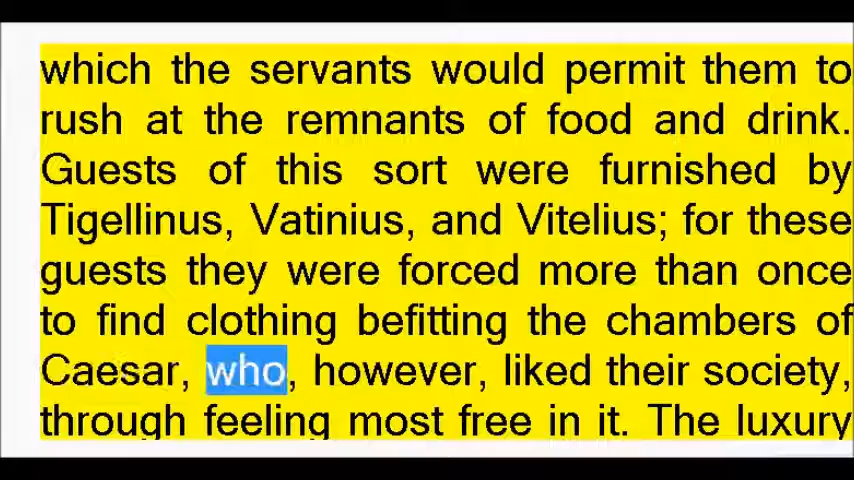 which the servants would permit them to
rush at the remnants of food and drink.
Guests of this sort were furnished by
Tigellinus, Vatinius, and Vitelius; for these
guests they were forced more than once
to find clothing befitting the chambers of
Caesar, who, however, liked their society,
through feeling most free in it. The luxury